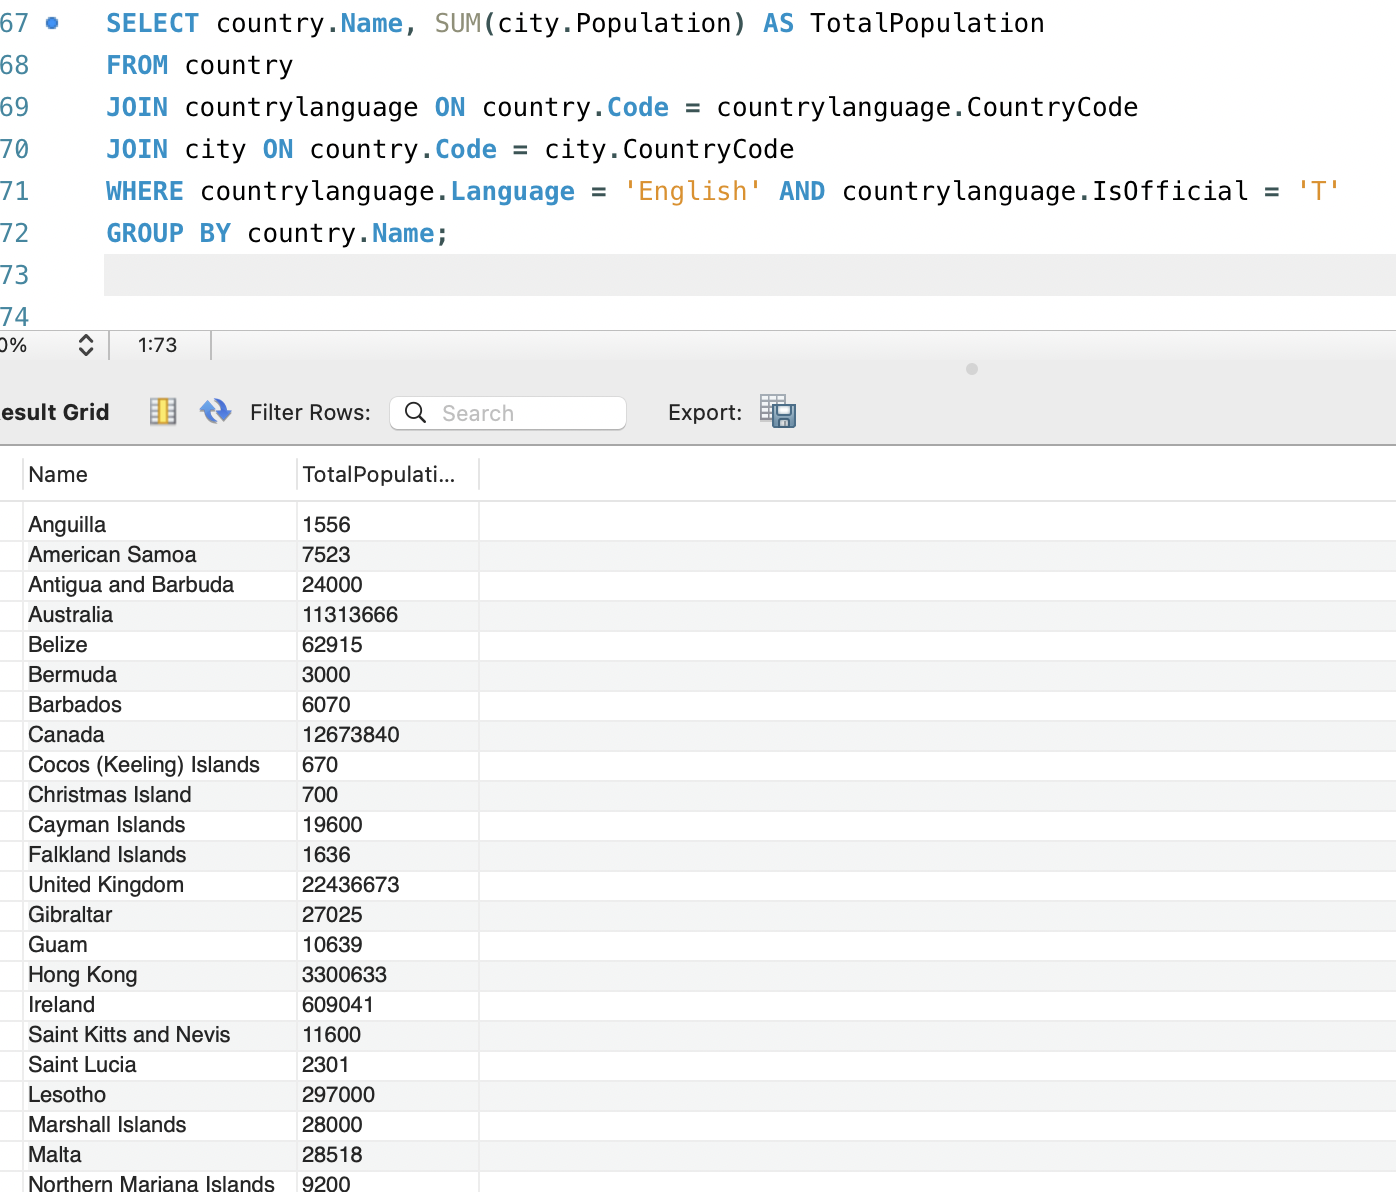 67 SELECT country.Name, SUM(city.Population) AS TotalPopulation
68 FROM country
69 JOIN countrylanguage ON country.Code = countrylanguage.CountryCode
70 JOIN city ON country.Code = city.CountryCode
71 WHERE countrylanguage.Language = 'English' AND countrylanguage.IsOfficial = 'T'
72 GROUP BY country.Name;
73
74
0% 1:73
esult Grid Filter Rows: Search Export:
Name TotalPopulati...
Anguilla 1556
American Samoa 7523
Antigua and Barbuda 24000
Australia 11313666
Belize 62915
Bermuda 3000
Barbados 6070
Canada 12673840
Cocos (Keeling) Islands 670
Christmas Island 700
Cayman Islands 19600
Falkland Islands 1636
United Kingdom 22436673
Gibraltar 27025
Guam 10639
Hong Kong 3300633
Ireland 609041
Saint Kitts and Nevis 11600
Saint Lucia 2301
Lesotho 297000
Marshall Islands 28000
Malta 28518
Northern Mariana Islands 9200